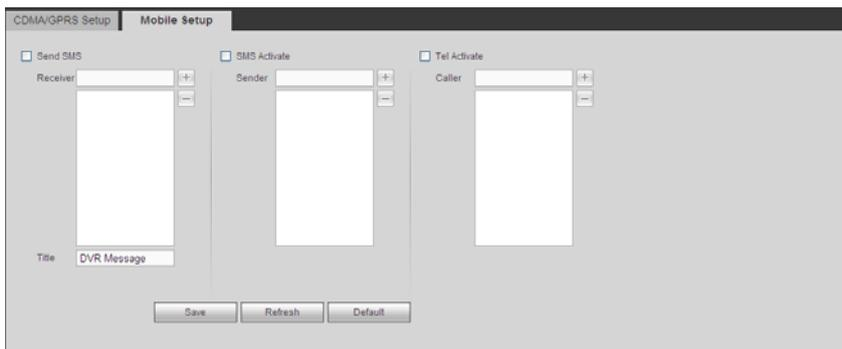 CDMA/GPRS Setup Mobile Setup
Send SMS SMS Activate Tel Activate
Receiver + Sender + Caller +
− − −
Title DVR Message
Save Refresh Default